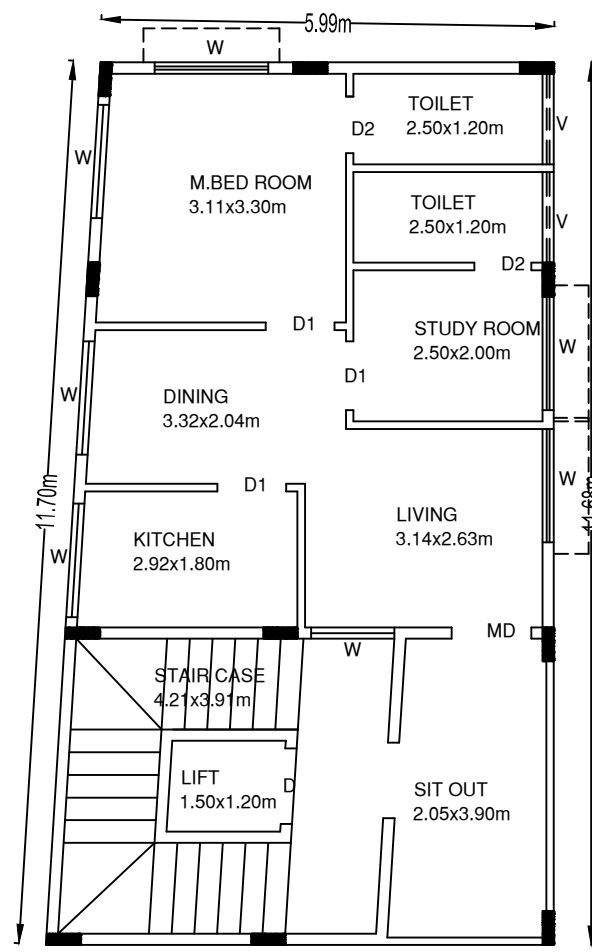 5.99m
W
TOILET
2.50x1.20m
D2
V
W
M.BED ROOM
3.11x3.30m
TOILET
2.50x1.20m
V
D2
D1
STUDY ROOM
2.50x2.00m
W
D1
W
DINING
3.32x2.04m
W
D1
11.70m
11.69m
LIVING
3.14x2.63m
KITCHEN
2.92x1.80m
W
MD
W
STAIR CASE
4.21x3.91m
LIFT
1.50x1.20m
D
SIT OUT
2.05x3.90m